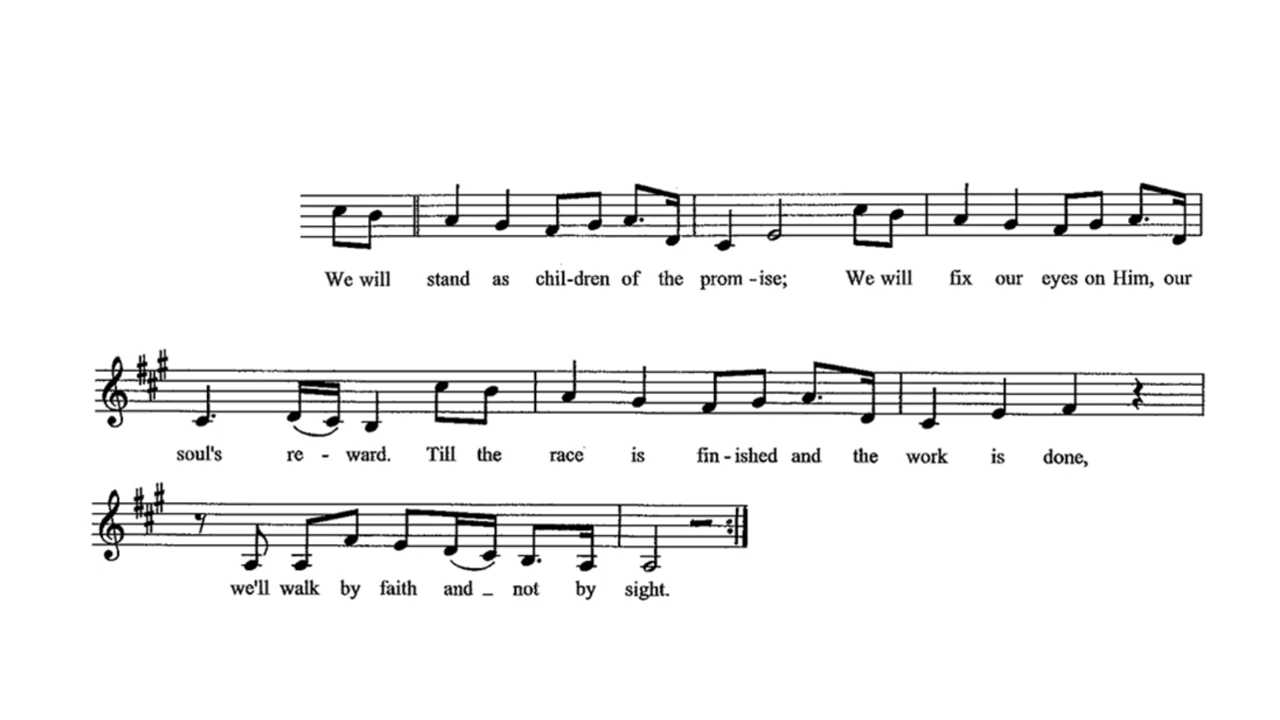 We will stand as chil-dren of the prom -ise; We will fix our eyes on Him, our
soul's re - ward. Till the race is fin - ished and the work is done,
we'll walk by faith and _ not by sight.